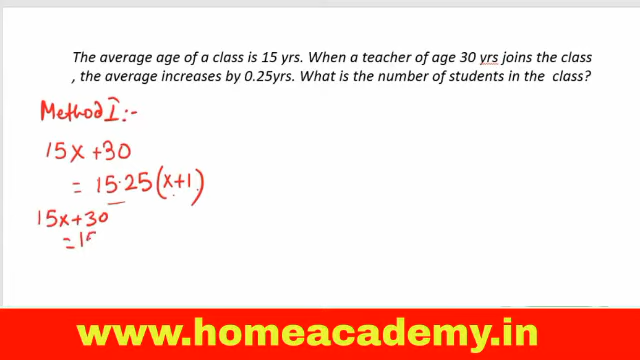 The average age of a class is 15 yrs. When a teacher of age 30 yrs joins the class
, the average increases by 0.25yrs. What is the number of students in the class?
Method I:-
15x +30
= 15.25(x+1)
15x+30
=15
www.homeacademy.in